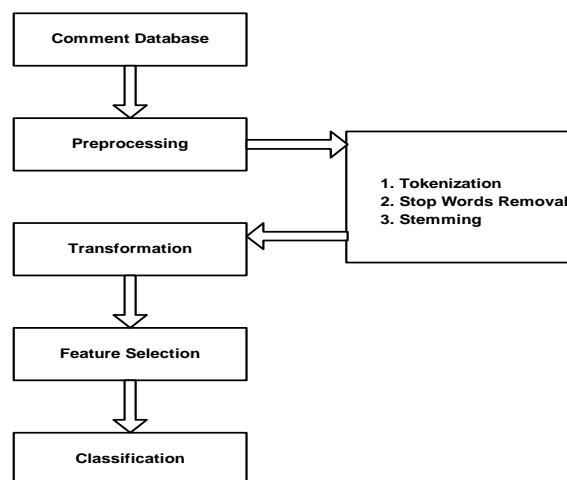 Comment Database
Preprocessing
1. Tokenization
2. Stop Words Removal
3. Stemming
Transformation
Feature Selection
Classification